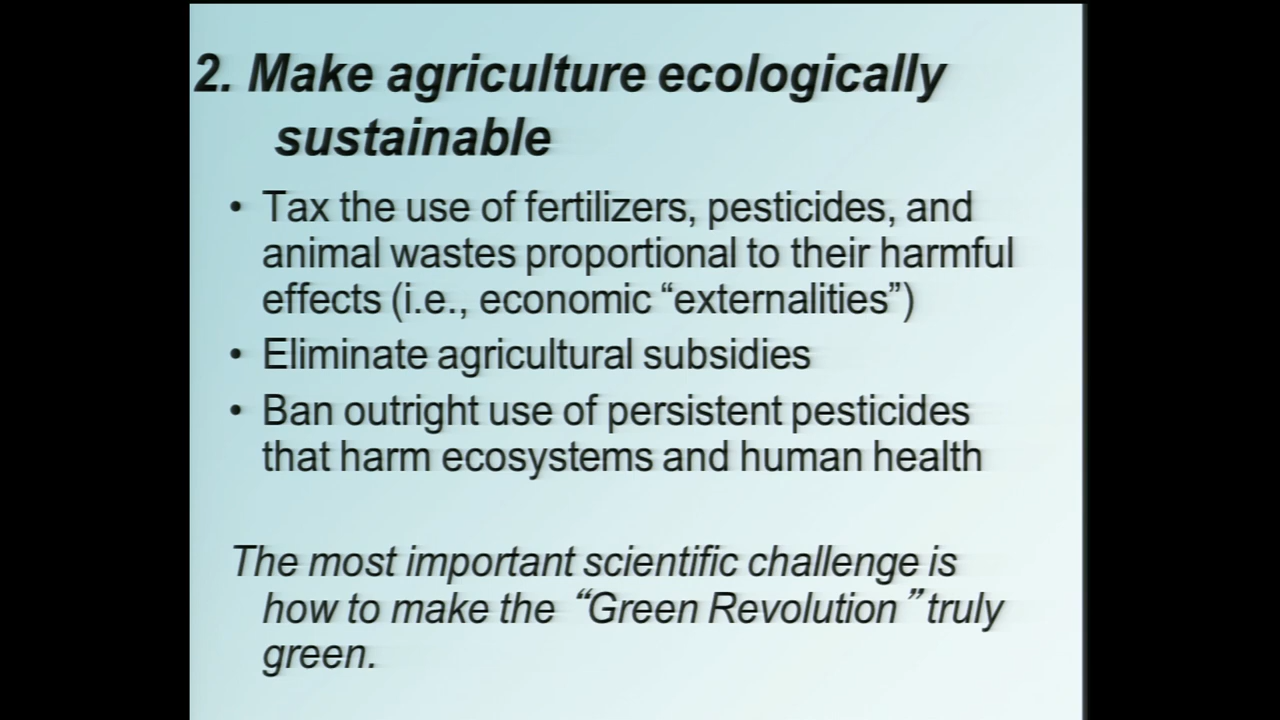 2. Make agriculture ecologically
sustainable
• Tax the use of fertilizers, pesticides, and
animal wastes proportional to their harmful
effects (i.e., economic “externalities”)
• Eliminate agricultural subsidies
• Ban outright use of persistent pesticides
that harm ecosystems and human health
The most important scientific challenge is
how to make the “Green Revolution” truly
green.